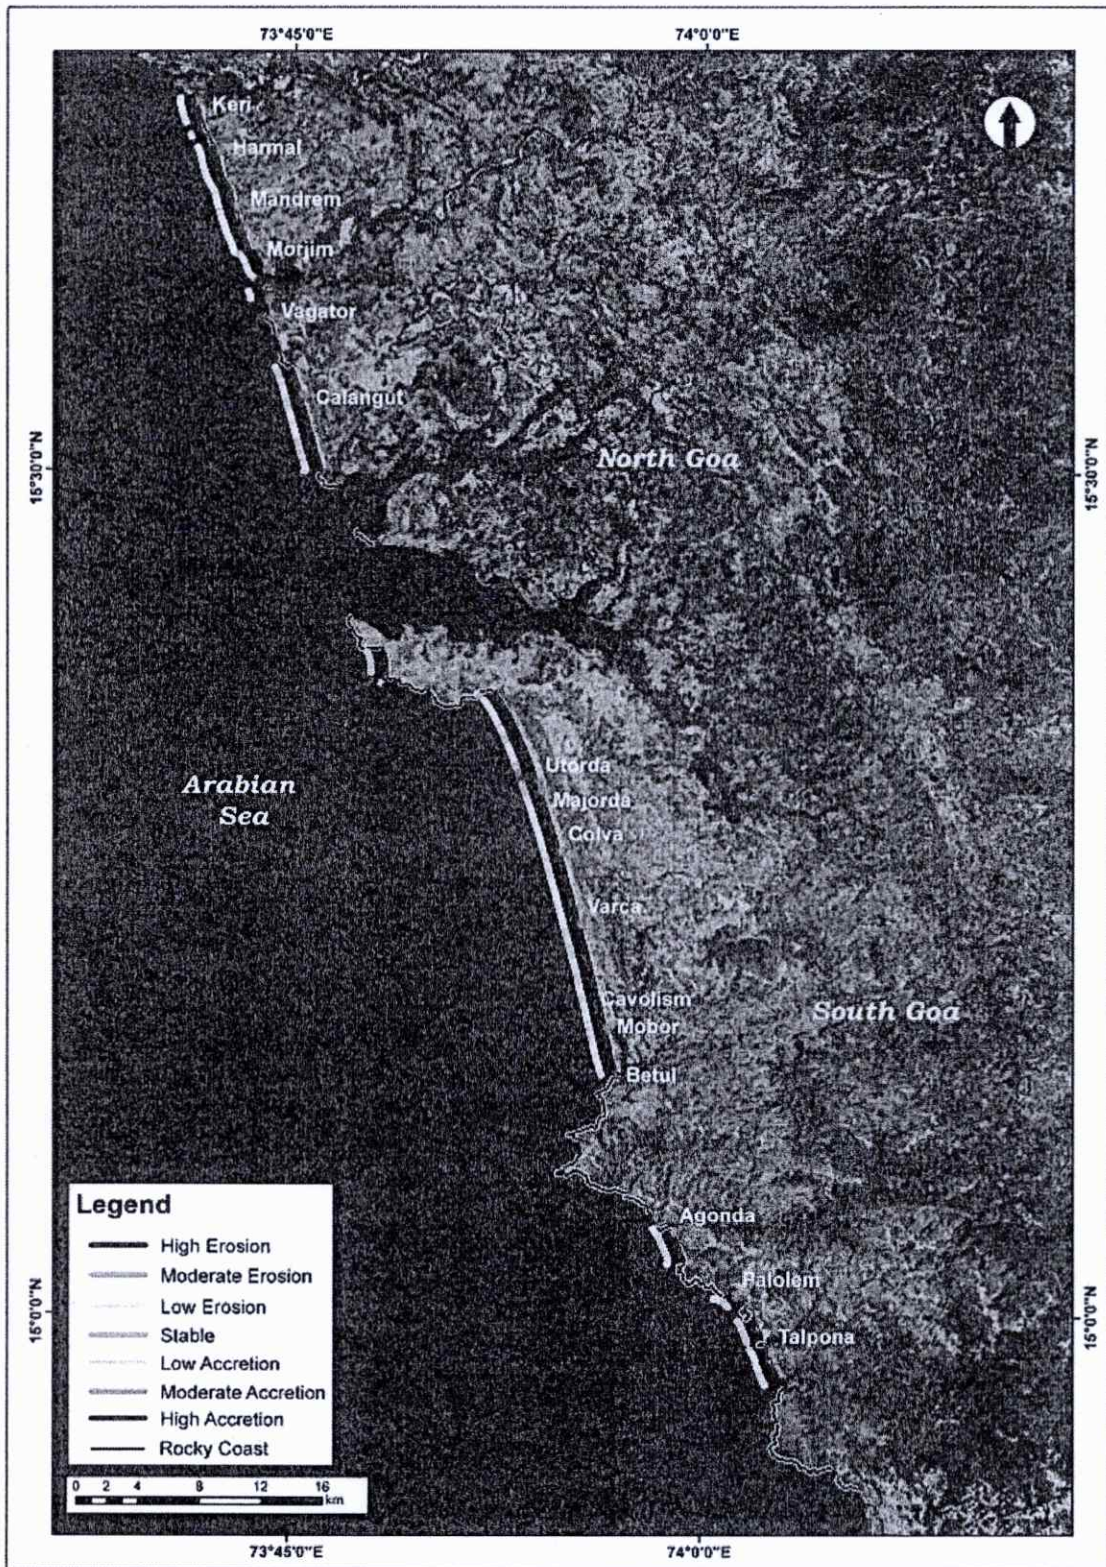 73°45'0"E
74°0'0"E
Keri
Harmal
Mandrem
Morjim
Vagator
Calangut
15°30'0"N
15°30'0"N
North Goa
Utorda
Majorda
Colva
Arabian
Sea
Varca
Cavolism
Mobor
South Goa
Betul
Agonda
Palolem
Talpona
15°0'0"N
15°0'0"N
Legend
High Erosion
Moderate Erosion
Low Erosion
Stable
Low Accretion
Moderate Accretion
High Accretion
Rocky Coast
0 2 4 8 12 16
km
73°45'0"E
74°0'0"E